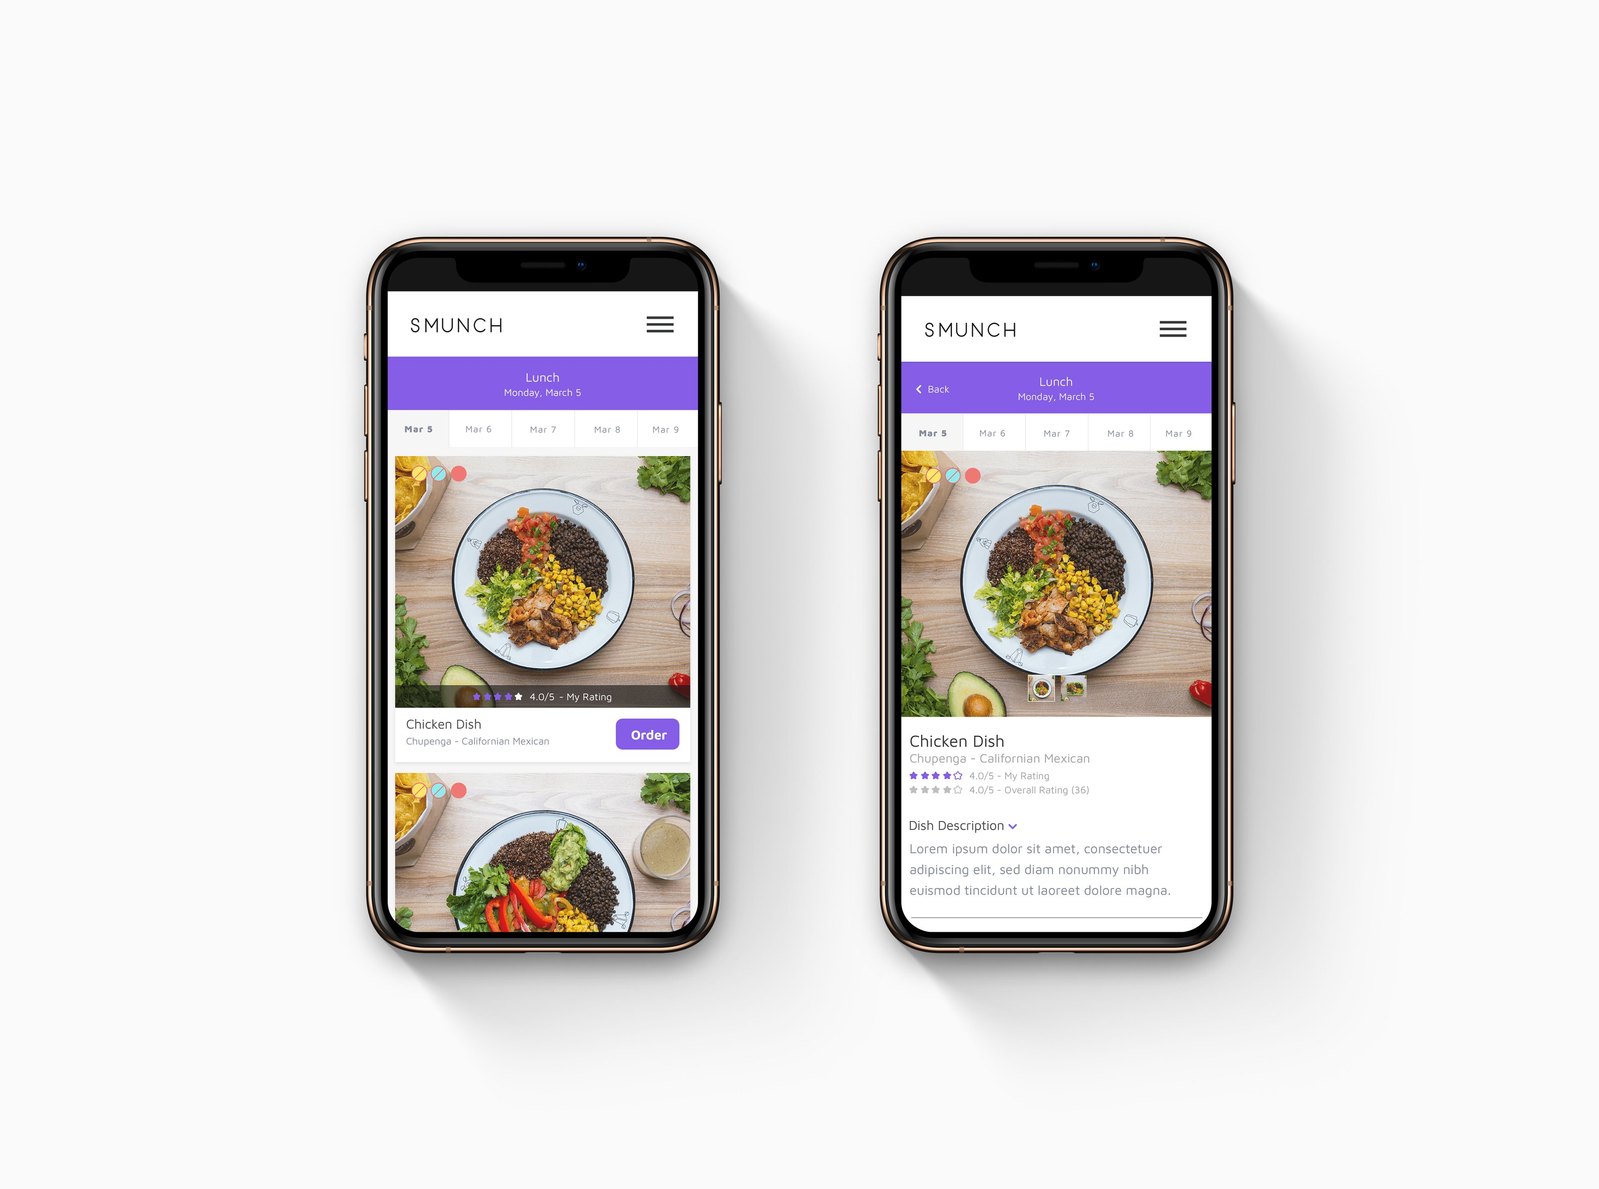 SMUNCH
Lunch
Monday, March 5
Mar 5 Mar 6 Mar 7 Mar 8 Mar 9
4.0/5 - My Rating
Chicken Dish
Chupenga - Californian Mexican
Order
SMUNCH
Back
Lunch
Monday, March 5
Mar 5 Mar 6 Mar 7 Mar 8 Mar 9
Chicken Dish
Chupenga - Californian Mexican
4.0/5 - My Rating
4.0/5 - Overall Rating (36)
Dish Description
Lorem ipsum dolor sit amet, consectetuer
adipiscing elit, sed diam nonummy nibh
euismod tincidunt ut laoreet dolore magna.